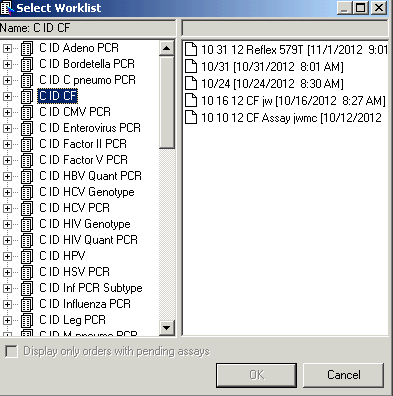 Select Worklist
Name: C ID CF
C ID Adeno PCR
C ID Bordetella PCR
C ID C pneumo PCR
C ID CF
C ID CMV PCR
C ID Enterovirus PCR
C ID Factor II PCR
C ID Factor V PCR
C ID HBV Quant PCR
C ID HCV Genotype
C ID HCV PCR
C ID HIV Genotype
C ID HIV Quant PCR
C ID HPV
C ID HSV PCR
C ID Inf PCR Subtype
C ID Influenza PCR
C ID Leg PCR
C ID M pneumo PCR
10 31 12 Reflex 579T [11/1/2012 9:01
10/31 [10/31/2012 8:01 AM]
10/24 [10/24/2012 8:30 AM]
10 16 12 CF jw [10/16/2012 8:27 AM]
10 10 12 CF Assay jwmc [10/12/2012
Display only orders with pending assays
OK
Cancel